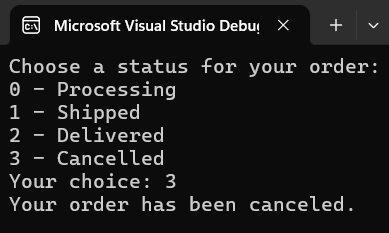 Microsoft Visual Studio Debug
Choose a status for your order:
0 - Processing
1 - Shipped
2 - Delivered
3 - Cancelled
Your choice: 3
Your order has been canceled.